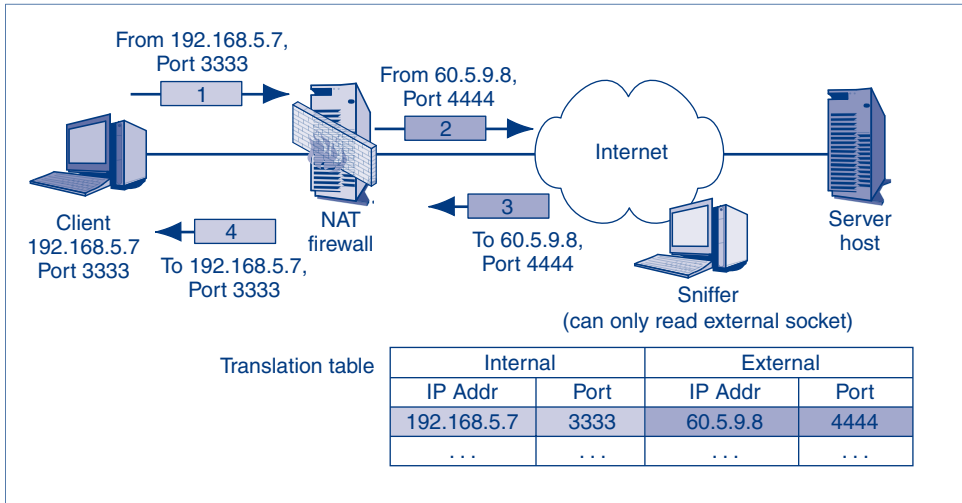 From 192.168.5.7,
Port 3333
1
From 60.5.9.8,
Port 4444
2
Internet
Client
192.168.5.7
Port 3333
4
To 192.168.5.7,
Port 3333
NAT
firewall
3
To 60.5.9.8,
Port 4444
Server
host
Sniffer
(can only read external socket)
Translation table
Internal External
IP Addr Port IP Addr Port
192.168.5.7 3333 60.5.9.8 4444
. . . . . . . . . . . .